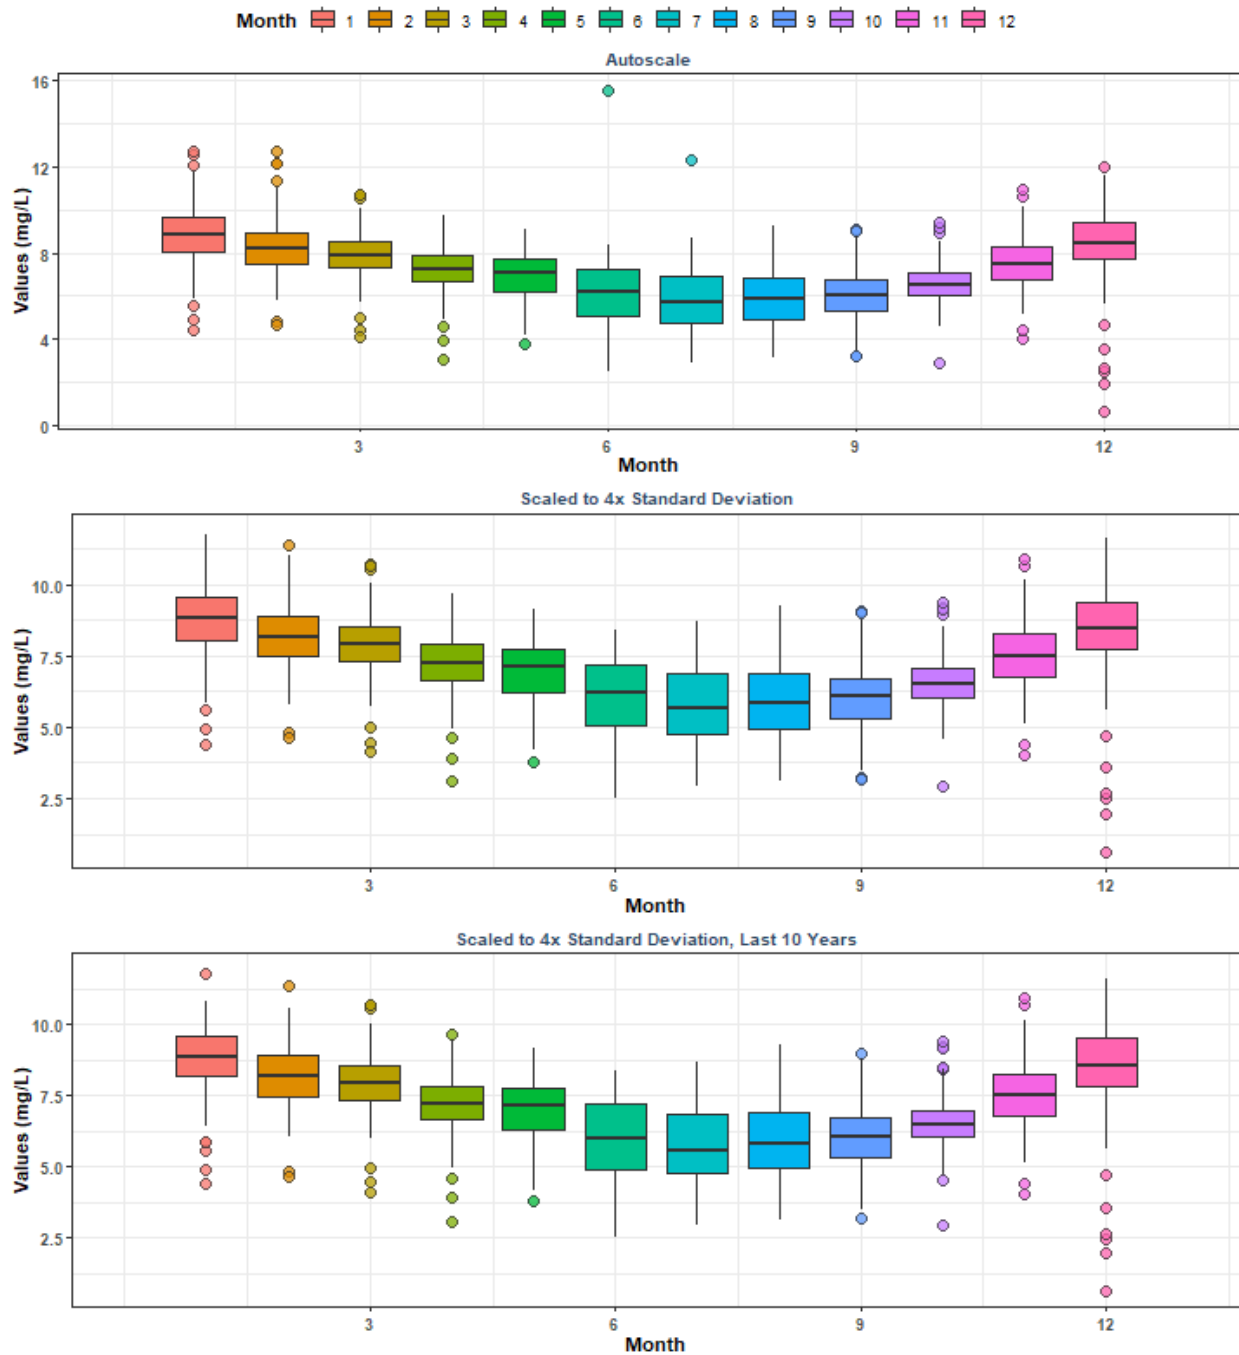 Month 1 2 3 4 5 6 7 8 9 10 11 12
Autoscale
Values (mg/L)
16
12
8
4
0
3 6 9 12
Month
Scaled to 4x Standard Deviation
Values (mg/L)
10.0
7.5
5.0
2.5
3 6 9 12
Month
Scaled to 4x Standard Deviation, Last 10 Years
Values (mg/L)
10.0
7.5
5.0
2.5
3 6 9 12
Month